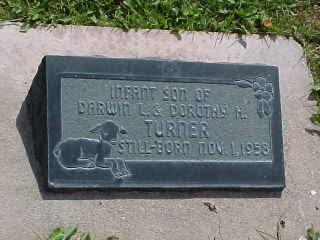 INFANT SON OF
DARWIN L. & DOROTHY A.
TURNER
STILL-BORN NOV. 1, 1958